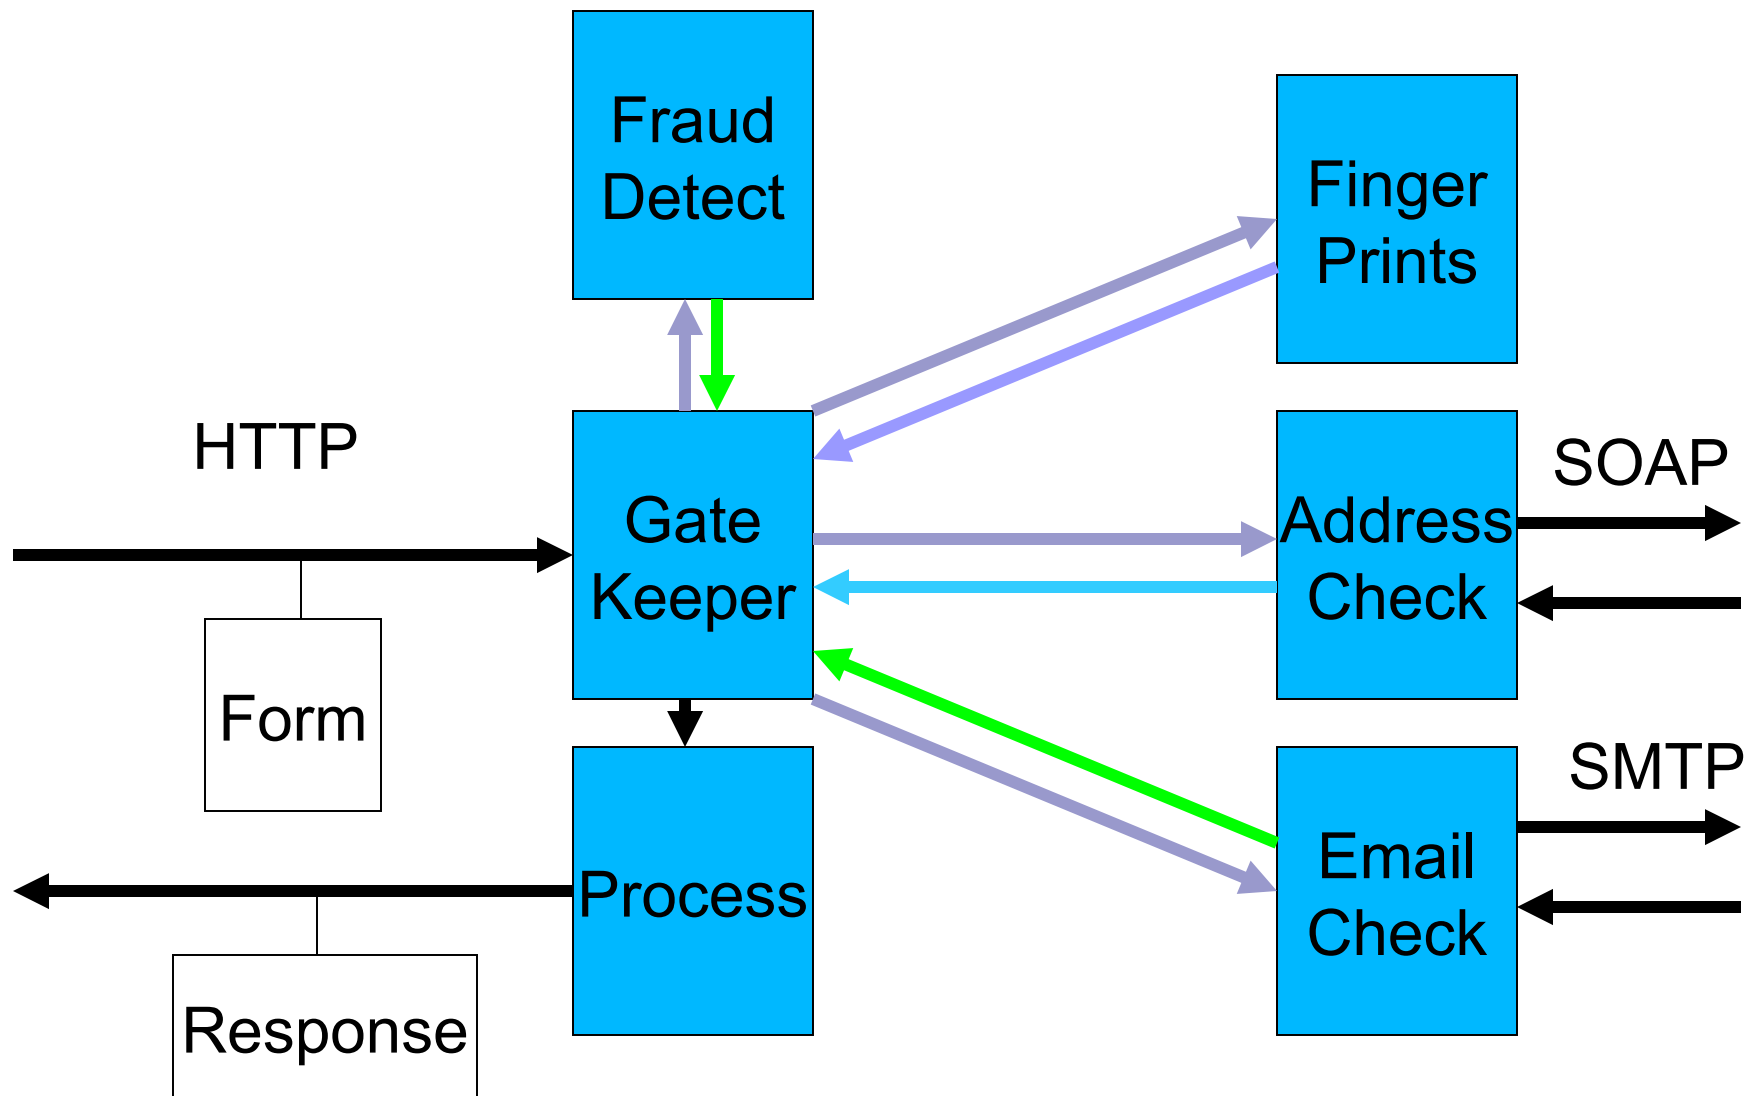 Fraud
Detect
Finger
Prints
HTTP
Gate
Keeper
Address
Check
SOAP
Form
Process
Email
Check
SMTP
Response